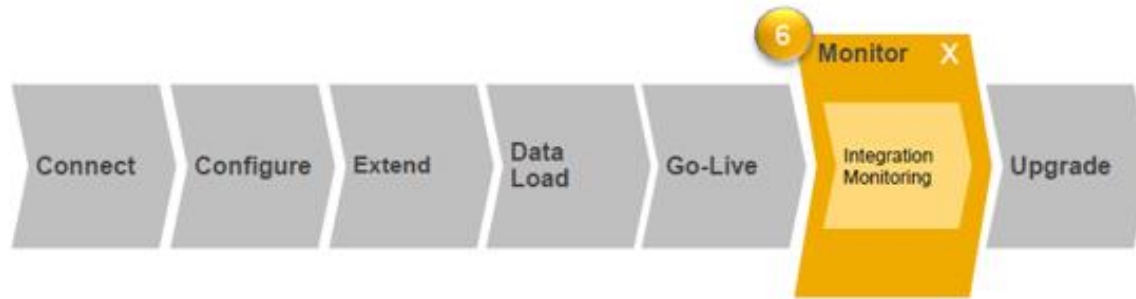 6
Monitor X
Connect
Configure
Extend
Data
Load
Go-Live
Integration
Monitoring
Upgrade